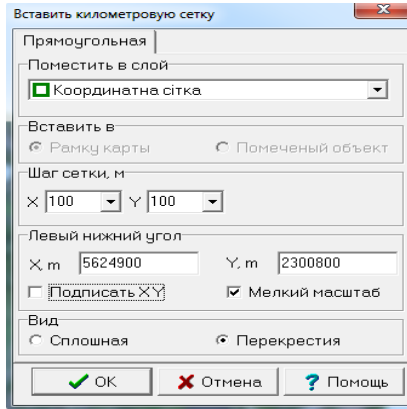 Вставить километровую сетку
Прямоугольная
Поместить в слой
Координатна сітка
Вставить в
Рамку карты Помеченый объект
Шаг сетки, м
X 100 Y 100
Левый нижний угол
X, m 5624900 Y, m 2300800
Подписать XY Мелкий масштаб
Вид
Сплошная Перекрестия
OK Отмена Помощь